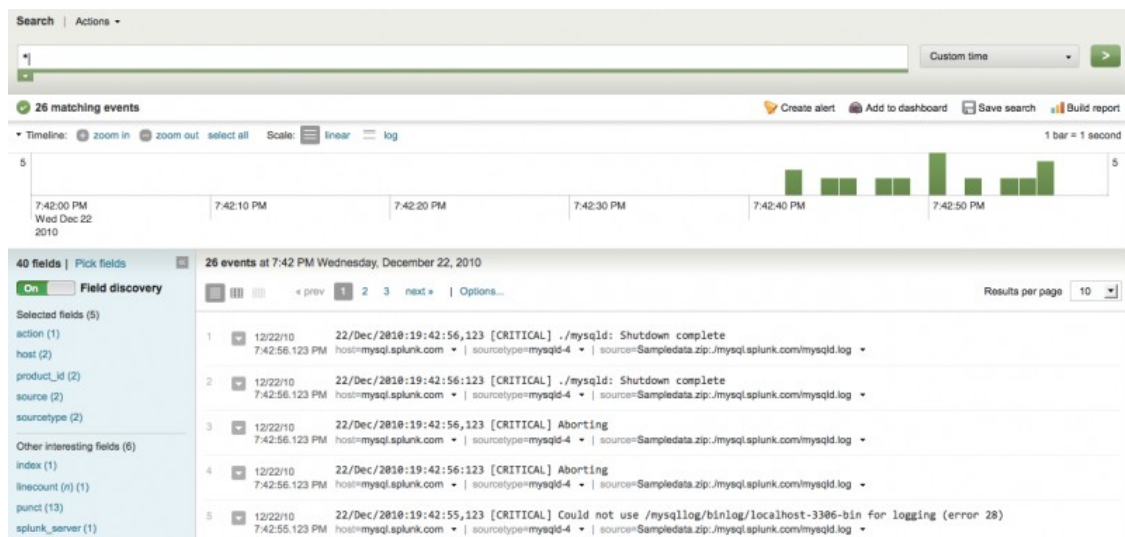 Search | Actions
*|
Custom time
>
26 matching events
Create alert Add to dashboard Save search Build report
Timeline: zoom in zoom out select all Scale: linear log
1 bar = 1 second
5 5
7:42:00 PM 7:42:10 PM 7:42:20 PM 7:42:30 PM 7:42:40 PM 7:42:50 PM
Wed Dec 22
2010
40 fields | Pick fields
On Field discovery
Selected fields (5)
action (1)
host (2)
product_id (2)
source (2)
sourcetype (2)
Other interesting fields (6)
index (1)
linecount (n) (1)
punct (13)
splunk_server (1)
26 events at 7:42 PM Wednesday, December 22, 2010
« prev 1 2 3 next » | Options...
Results per page 10
1 12/22/10 22/Dec/2010:19:42:56,123 [CRITICAL] ./mysqld: Shutdown complete
7:42:56.123 PM host=mysql.splunk.com | sourcetype=mysqld-4 | source=Sampledata.zip:./mysql.splunk.com/mysqld.log
2 12/22/10 22/Dec/2010:19:42:56:123 [CRITICAL] ./mysqld: Shutdown complete
7:42:56.123 PM host=mysql.splunk.com | sourcetype=mysqld-4 | source=Sampledata.zip:./mysql.splunk.com/mysqld.log
3 12/22/10 22/Dec/2010:19:42:56,123 [CRITICAL] Aborting
7:42:56.123 PM host=mysql.splunk.com | sourcetype=mysqld-4 | source=Sampledata.zip:./mysql.splunk.com/mysqld.log
4 12/22/10 22/Dec/2010:19:42:56:123 [CRITICAL] Aborting
7:42:56.123 PM host=mysql.splunk.com | sourcetype=mysqld-4 | source=Sampledata.zip:./mysql.splunk.com/mysqld.log
5 12/22/10 22/Dec/2010:19:42:55,123 [CRITICAL] Could not use /mysqllog/binlog/localhost-3306-bin for logging (error 28)
7:42:55.123 PM host=mysql.splunk.com | sourcetype=mysqld-4 | source=Sampledata.zip:./mysql.splunk.com/mysqld.log